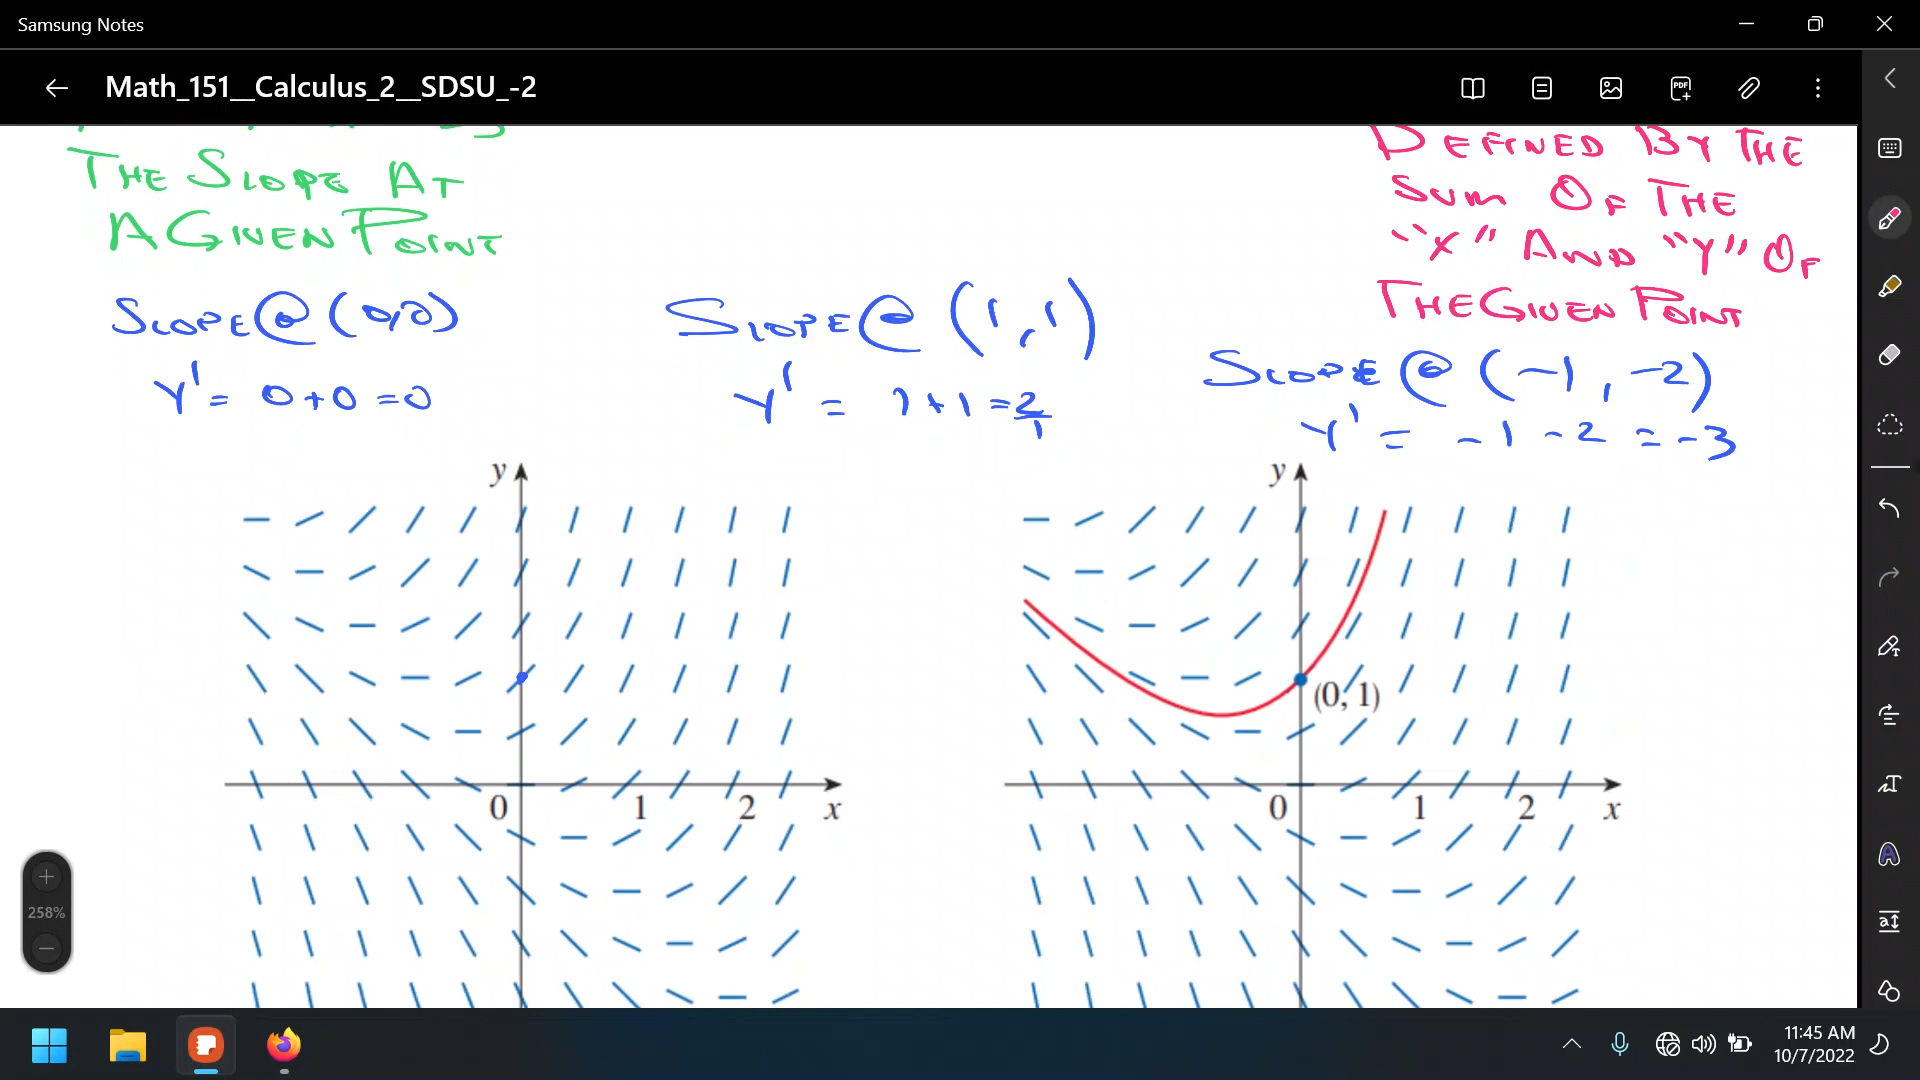 Samsung Notes
Math_151__Calculus_2__SDSU_-2
THE SLOPE AT
A GIVEN POINT
DEFINED BY THE
SUM OF THE
"X" AND "Y" OF
THE GIVEN POINT
SLOPE @ (0,0)
Y' = 0+0 =0
SLOPE @ (1,1)
Y' = 1+1 = 2/1
SLOPE @ (-1,-2)
Y' = -1 -2 = -3
y
0
1
2
x
y
(0, 1)
0
1
2
x
258%
11:45 AM
10/7/2022